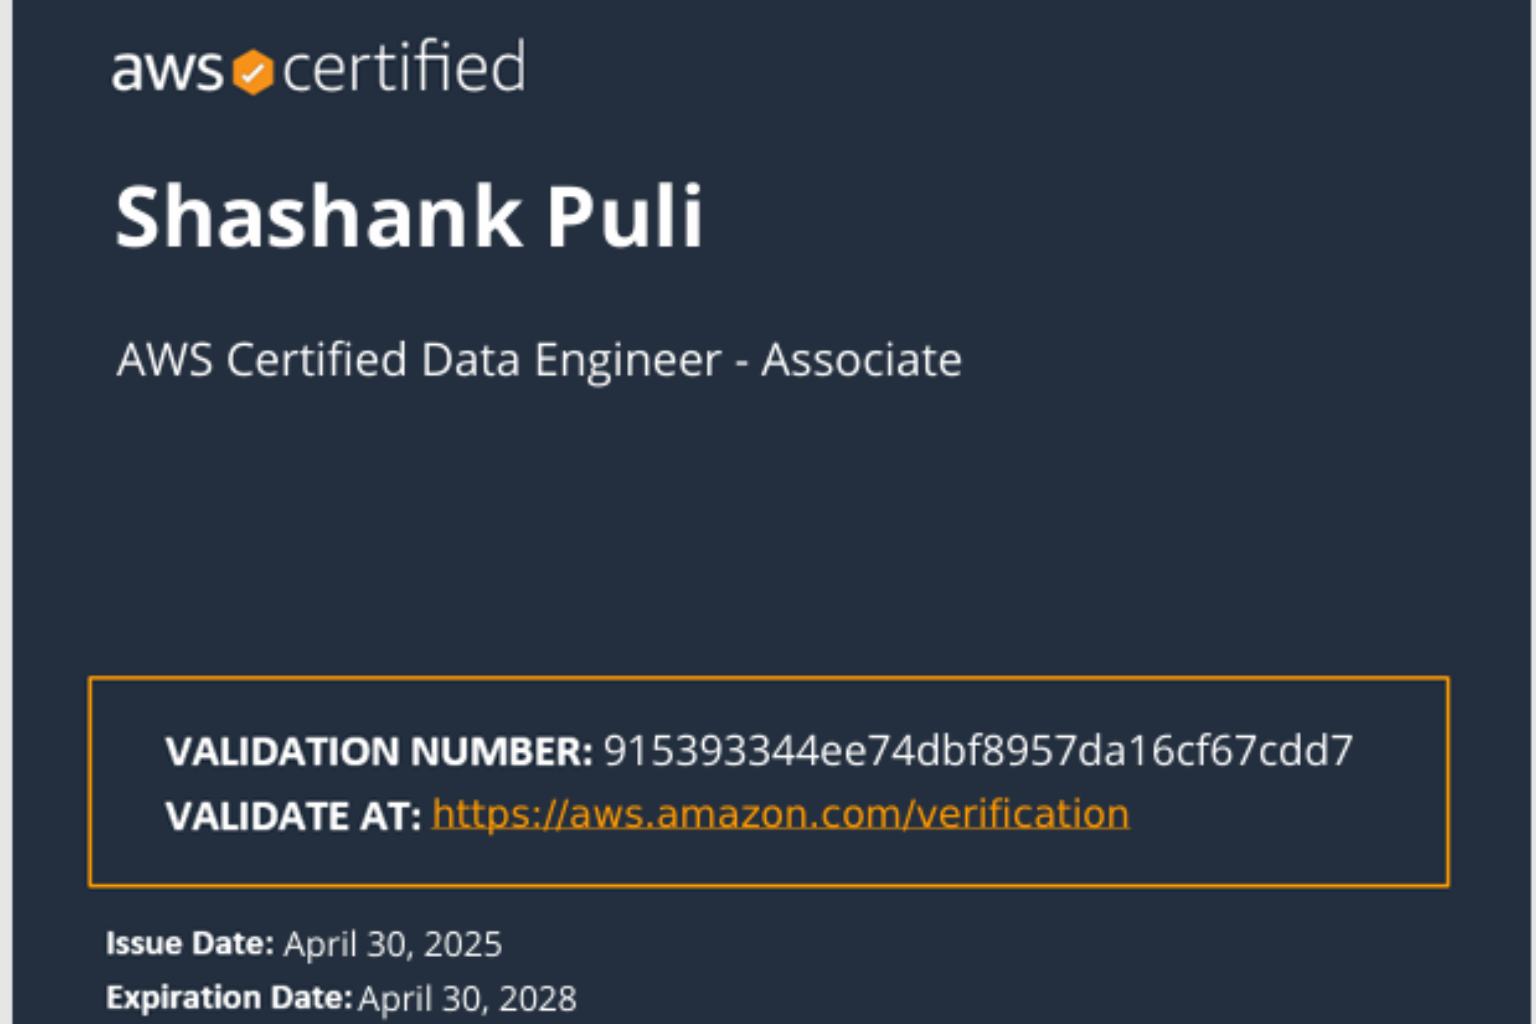 aws certified
Shashank Puli
AWS Certified Data Engineer - Associate
VALIDATION NUMBER: 915393344ee74dbf8957da16cf67cdd7
VALIDATE AT: https://aws.amazon.com/verification
Issue Date: April 30, 2025
Expiration Date: April 30, 2028